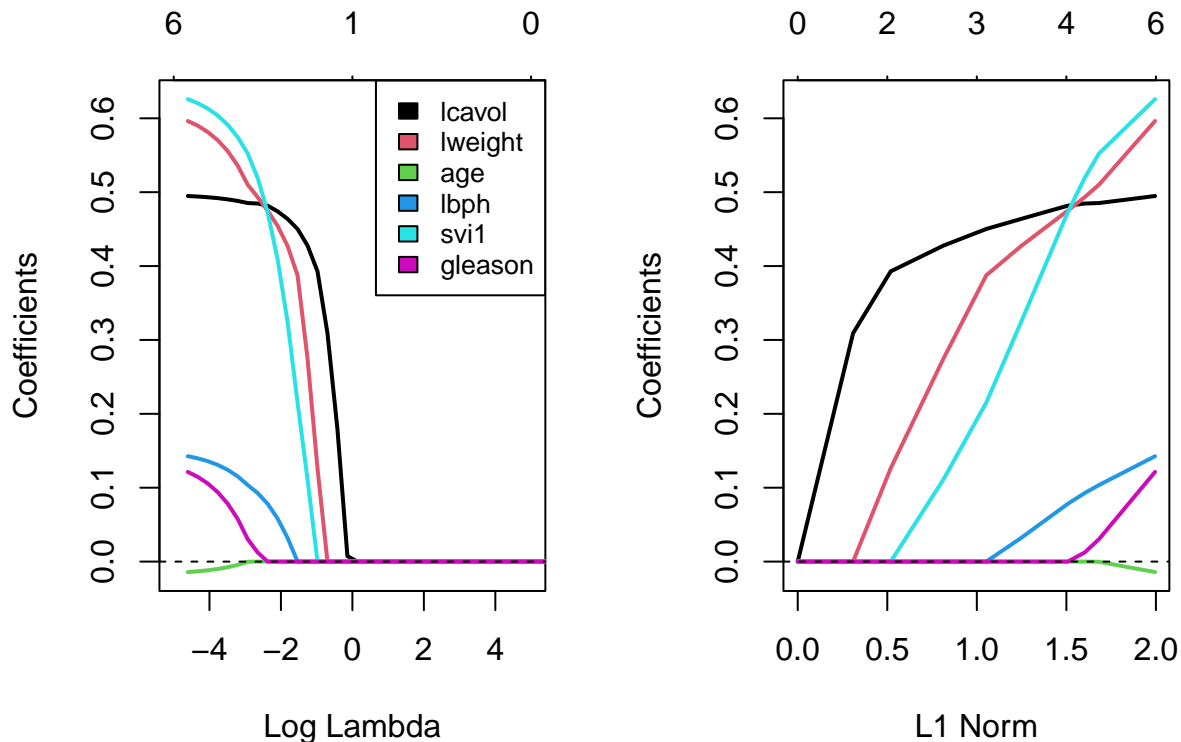 6 1 0
Coefficients
0.0 0.1 0.2 0.3 0.4 0.5 0.6
lcavol
lweight
age
lbph
svi1
gleason
−4 −2 0 2 4
Log Lambda
0 2 3 4 6
Coefficients
0.0 0.1 0.2 0.3 0.4 0.5 0.6
0.0 0.5 1.0 1.5 2.0
L1 Norm